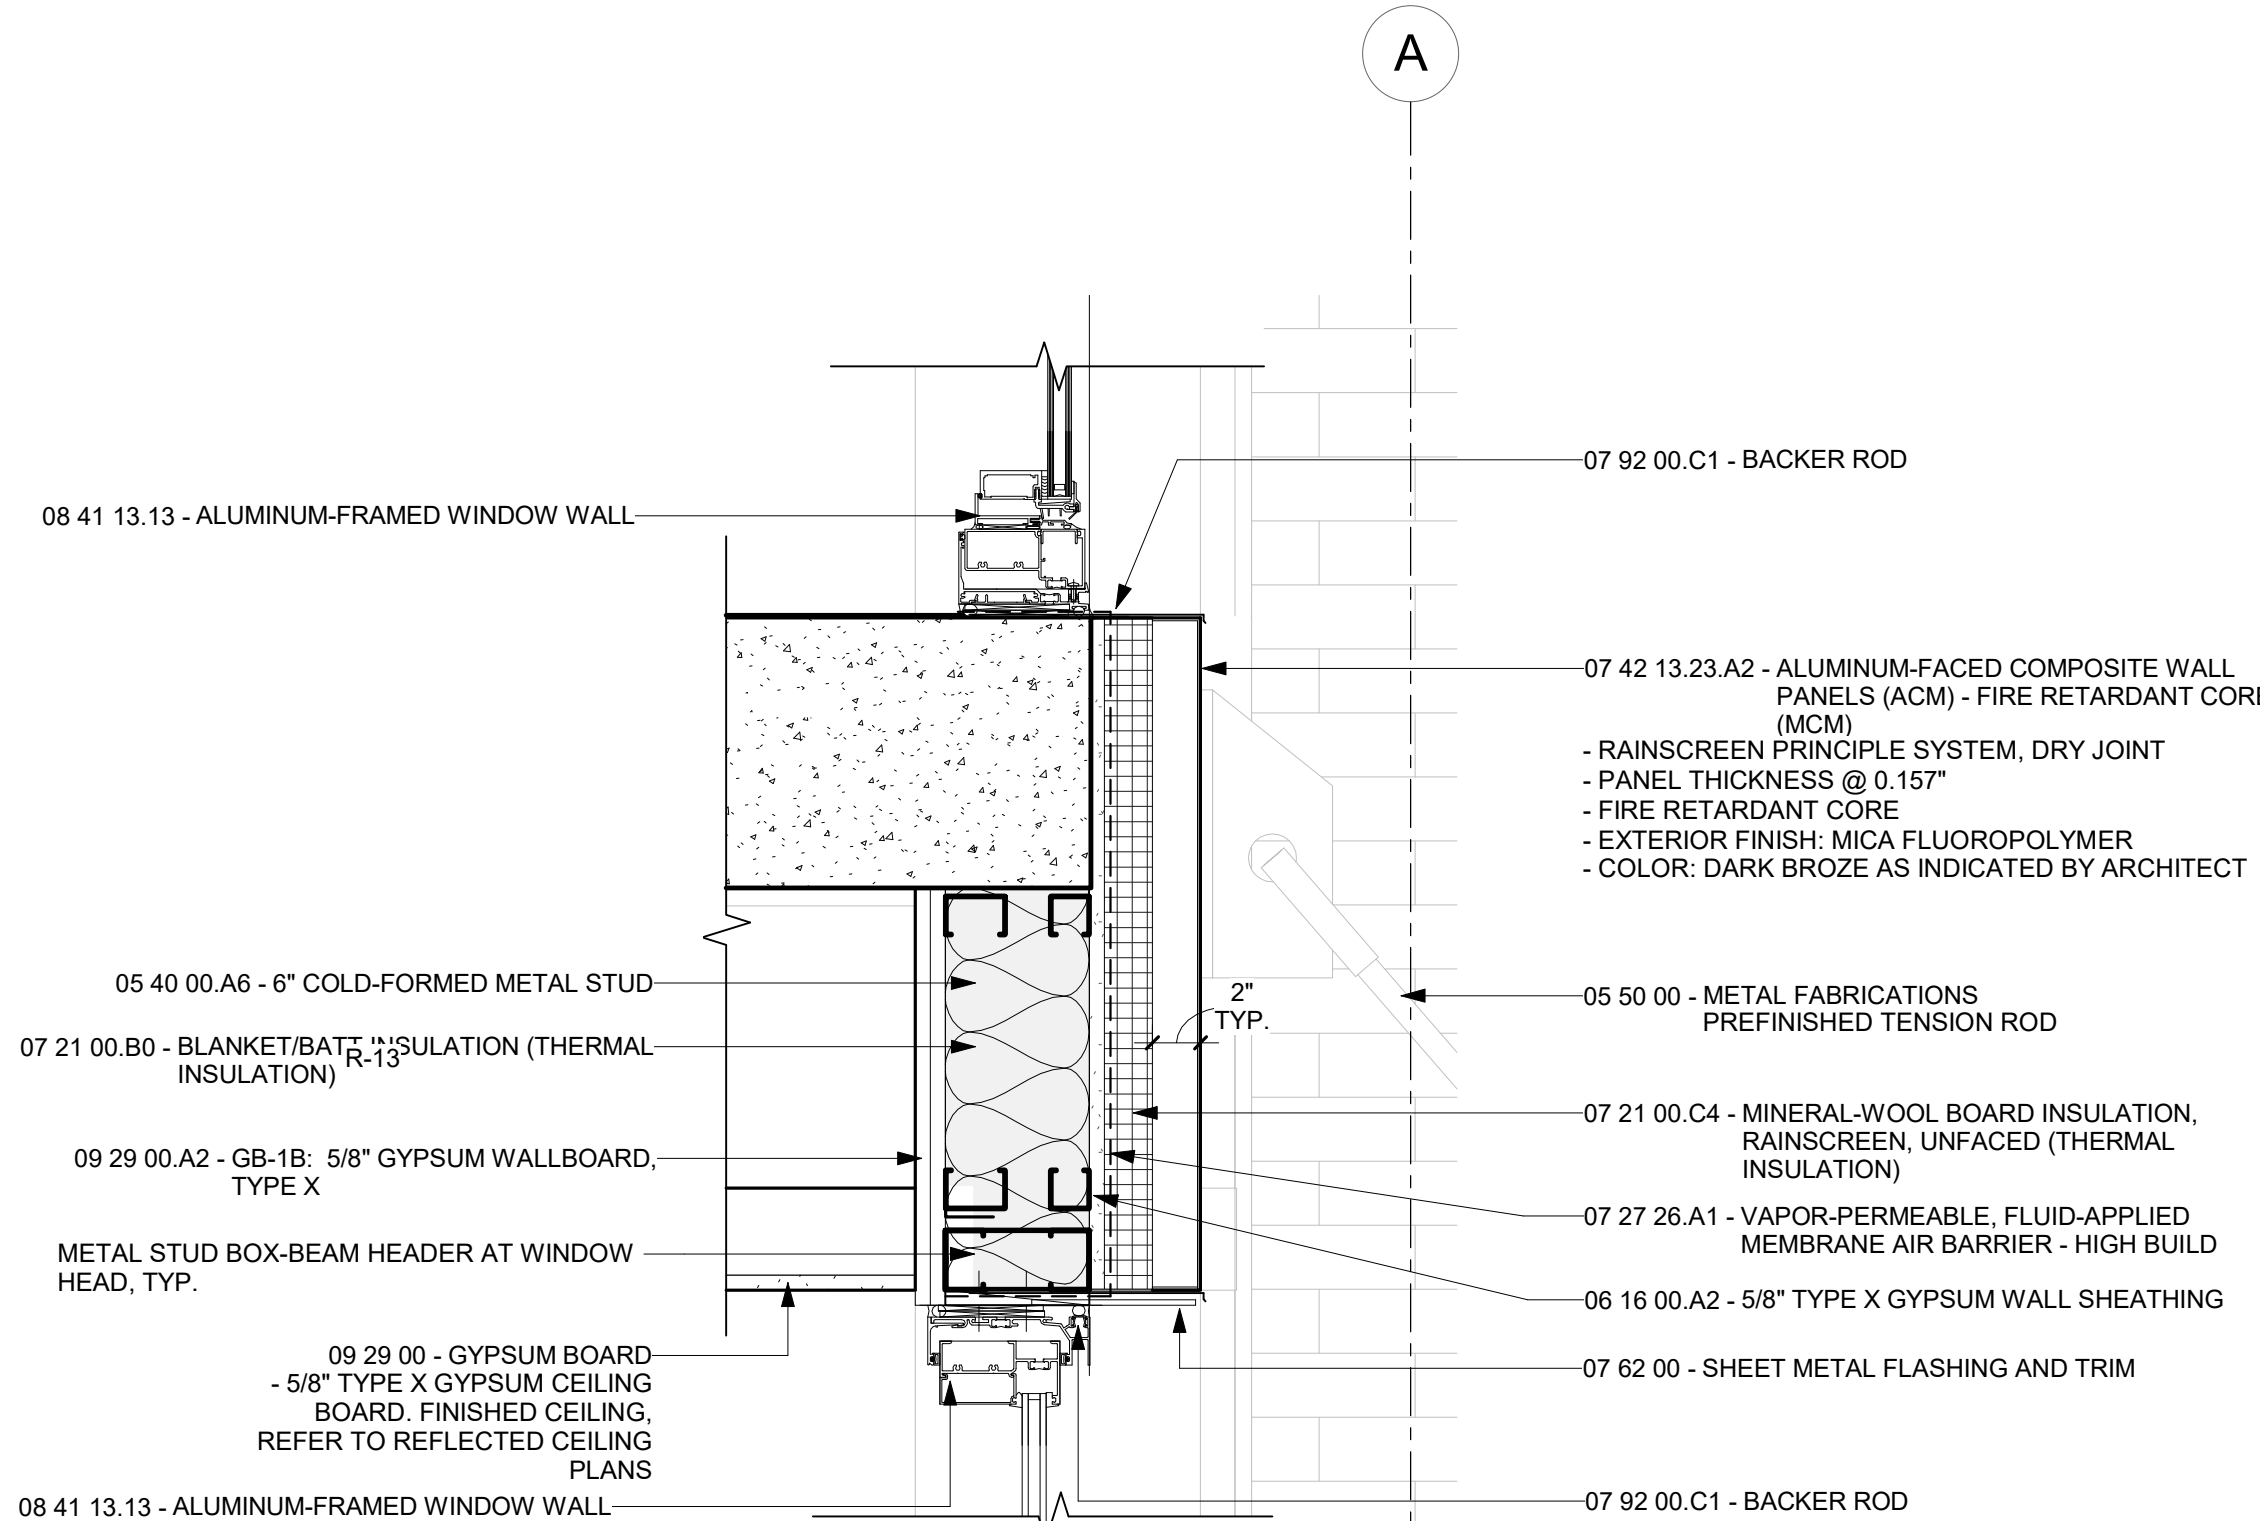 A
08 41 13.13 - ALUMINUM-FRAMED WINDOW WALL
05 40 00.A6 - 6" COLD-FORMED METAL STUD
07 21 00.B0 - BLANKET/BATT INSULATION (THERMAL
INSULATION)
R-13
09 29 00.A2 - GB-1B: 5/8" GYPSUM WALLBOARD,
TYPE X
METAL STUD BOX-BEAM HEADER AT WINDOW
HEAD, TYP.
09 29 00 - GYPSUM BOARD
- 5/8" TYPE X GYPSUM CEILING
BOARD. FINISHED CEILING,
REFER TO REFLECTED CEILING
PLANS
08 41 13.13 - ALUMINUM-FRAMED WINDOW WALL
2"
TYP.
07 92 00.C1 - BACKER ROD
07 42 13.23.A2 - ALUMINUM-FACED COMPOSITE WALL
PANELS (ACM) - FIRE RETARDANT CORE
(MCM)
- RAINSCREEN PRINCIPLE SYSTEM, DRY JOINT
- PANEL THICKNESS @ 0.157"
- FIRE RETARDANT CORE
- EXTERIOR FINISH: MICA FLUOROPOLYMER
- COLOR: DARK BROZE AS INDICATED BY ARCHITECT
05 50 00 - METAL FABRICATIONS
PREFINISHED TENSION ROD
07 21 00.C4 - MINERAL-WOOL BOARD INSULATION,
RAINSCREEN, UNFACED (THERMAL
INSULATION)
07 27 26.A1 - VAPOR-PERMEABLE, FLUID-APPLIED
MEMBRANE AIR BARRIER - HIGH BUILD
06 16 00.A2 - 5/8" TYPE X GYPSUM WALL SHEATHING
07 62 00 - SHEET METAL FLASHING AND TRIM
07 92 00.C1 - BACKER ROD